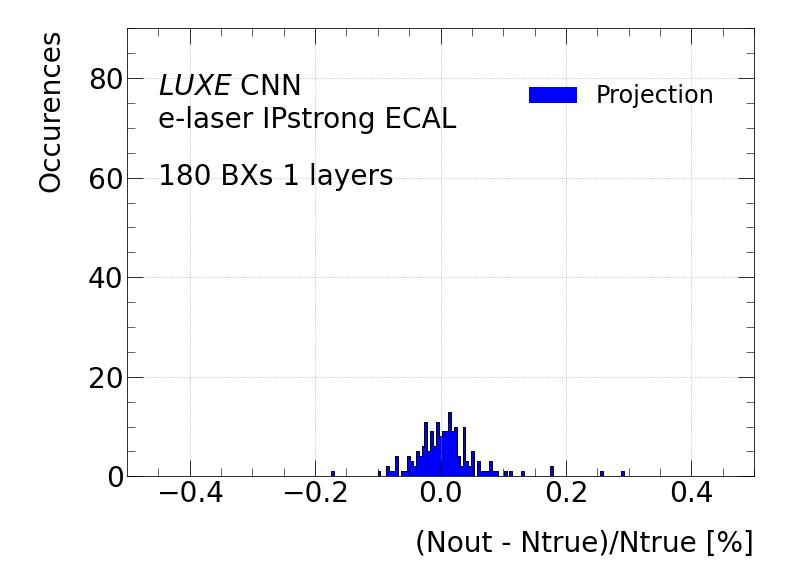 Occurences
80
60
40
20
0
LUXE CNN
e-laser IPstrong ECAL
180 BXs 1 layers
Projection
−0.4 −0.2 0.0 0.2 0.4
(Nout - Ntrue)/Ntrue [%]